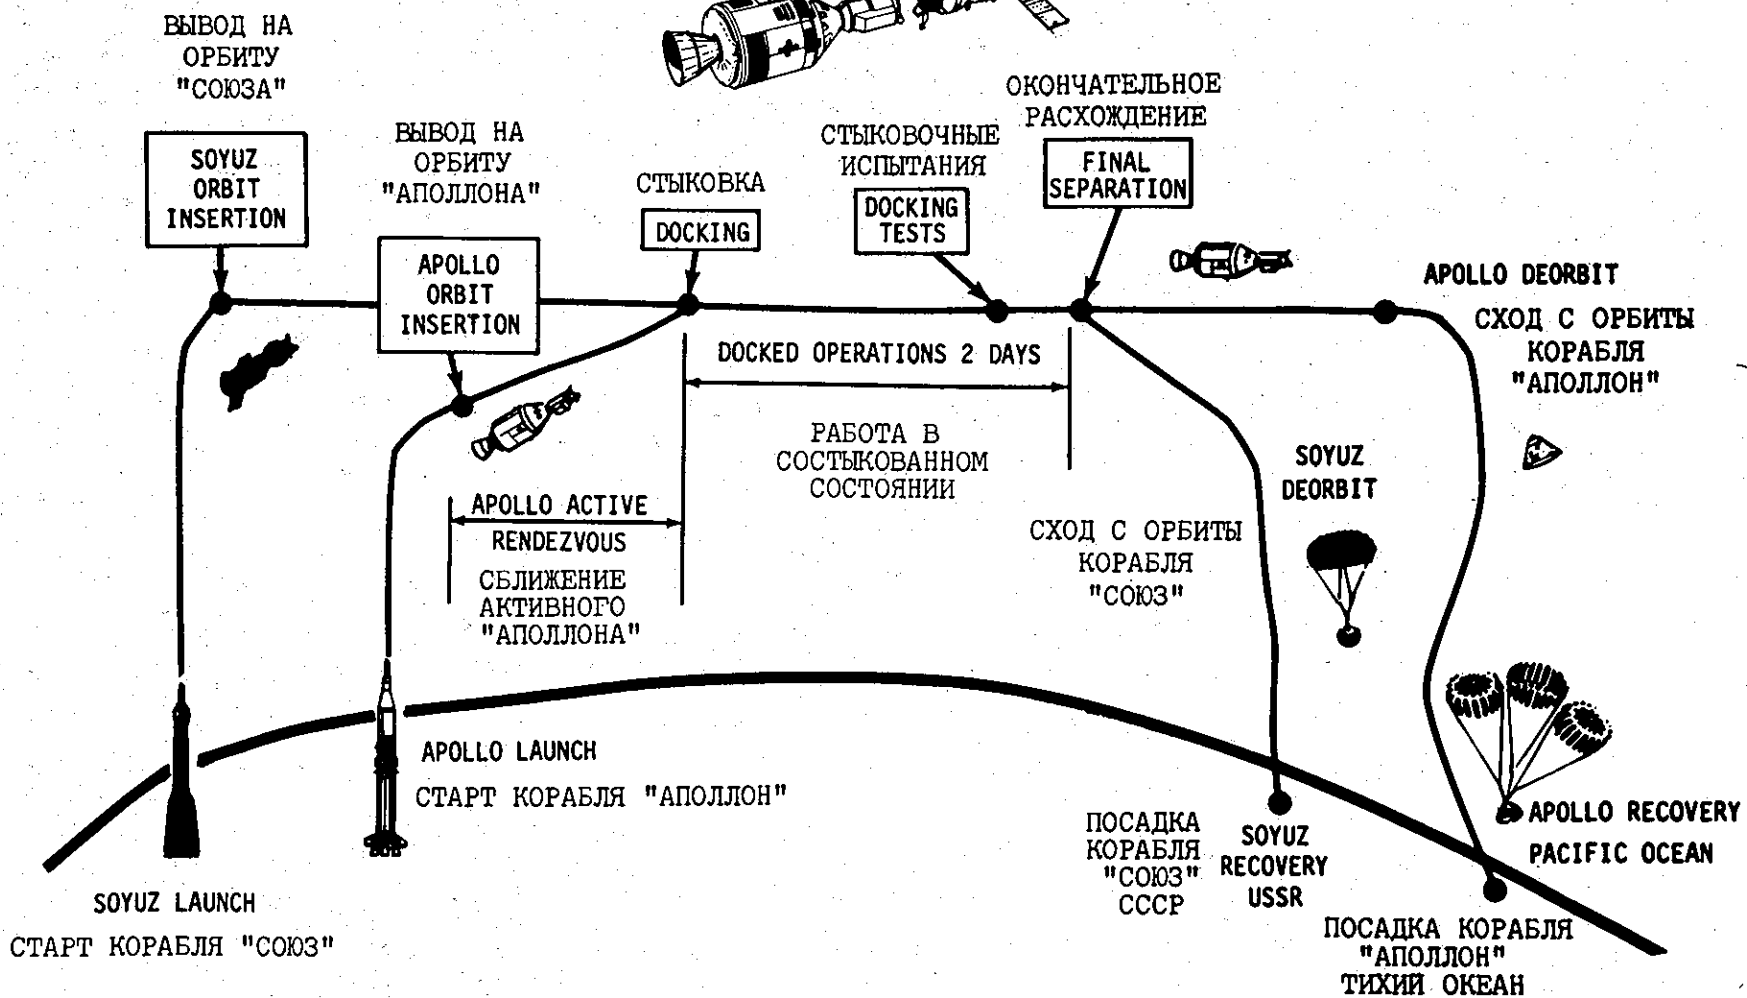 ВЫВОД НА
ОРБИТУ
"СОЮЗА"
SOYUZ
ORBIT
INSERTION
ВЫВОД НА
ОРБИТУ
"АПОЛЛОНА"
APOLLO
ORBIT
INSERTION
СТЫКОВКА
DOCKING
СТЫКОВОЧНЫЕ
ИСПЫТАНИЯ
DOCKING
TESTS
ОКОНЧАТЕЛЬНОЕ
РАСХОЖДЕНИЕ
FINAL
SEPARATION
APOLLO DEORBIT
СХОД С ОРБИТЫ
КОРАБЛЯ
"АПОЛЛОН"
DOCKED OPERATIONS 2 DAYS
РАБОТА В
СОСТЫКОВАННОМ
СОСТОЯНИИ
APOLLO ACTIVE
RENDEZVOUS
СБЛИЖЕНИЕ
АКТИВНОГО
"АПОЛЛОНА"
SOYUZ
DEORBIT
СХОД С ОРБИТЫ
КОРАБЛЯ
"СОЮЗ"
APOLLO LAUNCH
СТАРТ КОРАБЛЯ "АПОЛЛОН"
SOYUZ LAUNCH
СТАРТ КОРАБЛЯ "СОЮЗ"
ПОСАДКА
КОРАБЛЯ
"СОЮЗ"
СССР
SOYUZ
RECOVERY
USSR
APOLLO RECOVERY
PACIFIC OCEAN
ПОСАДКА КОРАБЛЯ
"АПОЛЛОН"
ТИХИЙ ОКЕАН